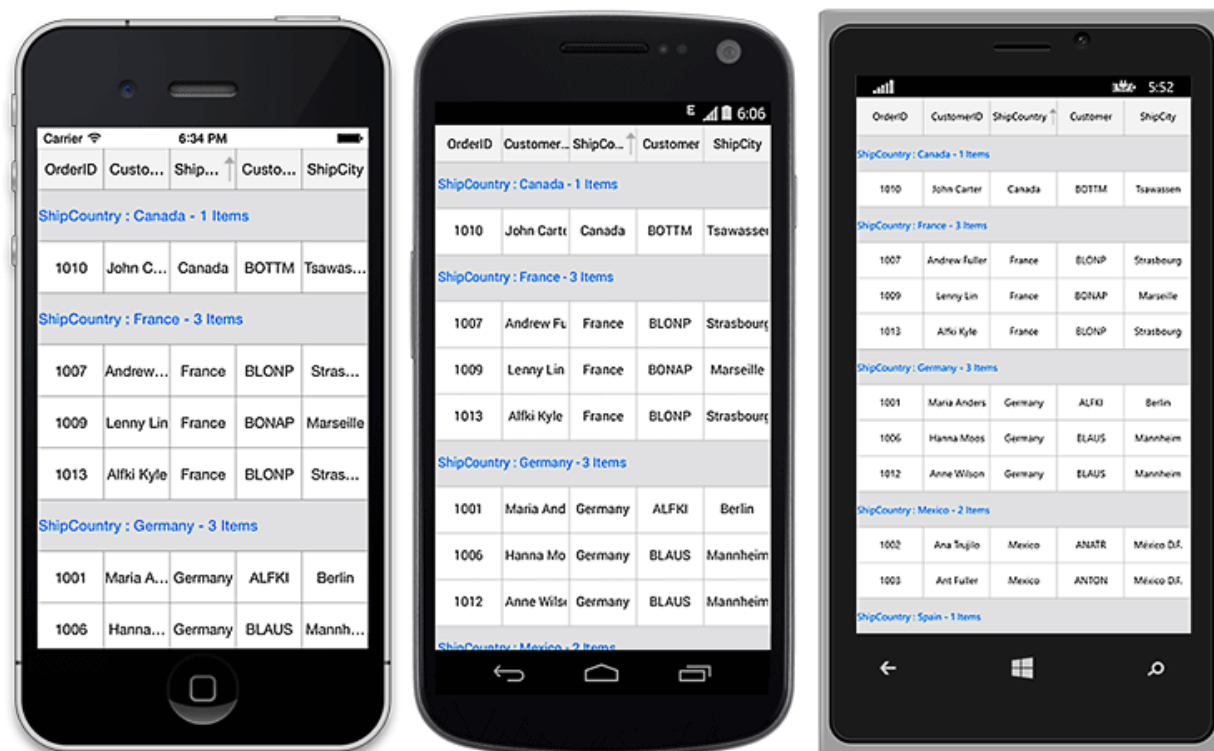 Carrier 6:34 PM
OrderID Custo... Ship... Custo... ShipCity
ShipCountry : Canada - 1 Items
1010 John C... Canada BOTTM Tsawas...
ShipCountry : France - 3 Items
1007 Andrew... France BLONP Stras...
1009 Lenny Lin France BONAP Marseille
1013 Alfki Kyle France BLONP Stras...
ShipCountry : Germany - 3 Items
1001 Maria A... Germany ALFKI Berlin
1006 Hanna... Germany BLAUS Mannh...
E 6:06
OrderID Customer... ShipCo... Customer ShipCity
ShipCountry : Canada - 1 Items
1010 John Carte Canada BOTTM Tsawassen
ShipCountry : France - 3 Items
1007 Andrew Fu France BLONP Strasbourg
1009 Lenny Lin France BONAP Marseille
1013 Alfki Kyle France BLONP Strasbourg
ShipCountry : Germany - 3 Items
1001 Maria And Germany ALFKI Berlin
1006 Hanna Mo Germany BLAUS Mannheim
1012 Anne Wils Germany BLAUS Mannheim
ShipCountry : Mexico - 2 Items
5:52
OrderID CustomerID ShipCountry Customer ShipCity
ShipCountry : Canada - 1 Items
1010 John Carter Canada BOTTM Tsawassen
ShipCountry : France - 3 Items
1007 Andrew Fuller France BLONP Strasbourg
1009 Lenny Lin France BONAP Marseille
1013 Alfki Kyle France BLONP Strasbourg
ShipCountry : Germany - 3 Items
1001 Maria Anders Germany ALFKI Berlin
1006 Hanna Moos Germany BLAUS Mannheim
1012 Anne Wilson Germany BLAUS Mannheim
ShipCountry : Mexico - 2 Items
1002 Ana Trujilo Mexico ANATR México D.F.
1003 Ant Fuller Mexico ANTON México D.F.
ShipCountry : Spain - 1 Items